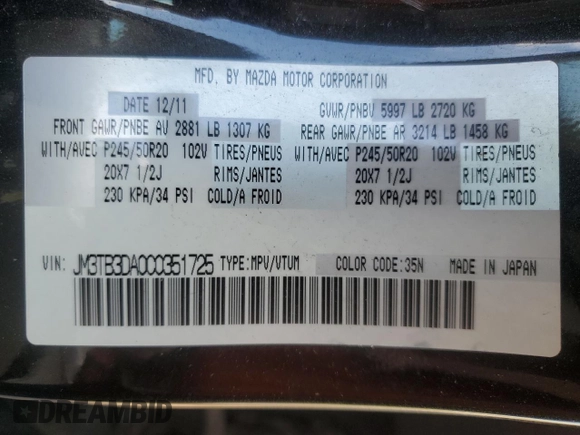 MFD. BY MAZDA MOTOR CORPORATION
DATE 12/11 GVWR/PNBV 5997 LB 2720 KG
FRONT GAWR/PNBE AV 2881 LB 1307 KG REAR GAWR/PNBE AR 3214 LB 1458 KG
WITH/AVEC P245/50R20 102V TIRES/PNEUS WITH/AVEC P245/50R20 102V TIRES/PNEUS
20X7 1/2J RIMS/JANTES 20X7 1/2J RIMS/JANTES
230 KPA/34 PSI COLD/A FROID 230 KPA/34 PSI COLD/A FROID
VIN: TYPE:MPV/VTUM COLOR CODE:35N MADE IN JAPAN
DREAMBID